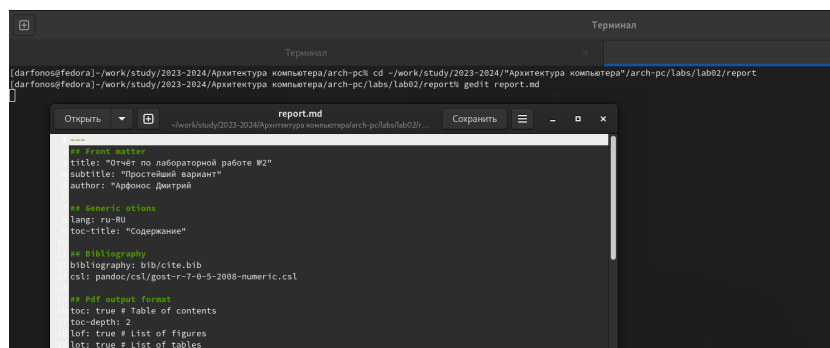 Терминал
Терминал ×
[darfonos@fedora]~/work/study/2023-2024/Архитектура компьютера/arch-pc% cd ~/work/study/2023-2024/"Архитектура компьютера"/arch-pc/labs/lab02/report
[darfonos@fedora]~/work/study/2023-2024/Архитектура компьютера/arch-pc/labs/lab02/report% gedit report.md
Открыть
report.md
~/work/study/2023-2024/Архитектура компьютера/arch-pc/labs/lab02/r...
Сохранить
---
## Front matter
title: "Отчёт по лабораторной работе №2"
subtitle: "Простейший вариант"
author: "Арфонос Дмитрий
## Generic otions
lang: ru-RU
toc-title: "Содержание"
## Bibliography
bibliography: bib/cite.bib
csl: pandoc/csl/gost-r-7-0-5-2008-numeric.csl
## Pdf output format
toc: true # Table of contents
toc-depth: 2
lof: true # List of figures
lot: true # List of tables